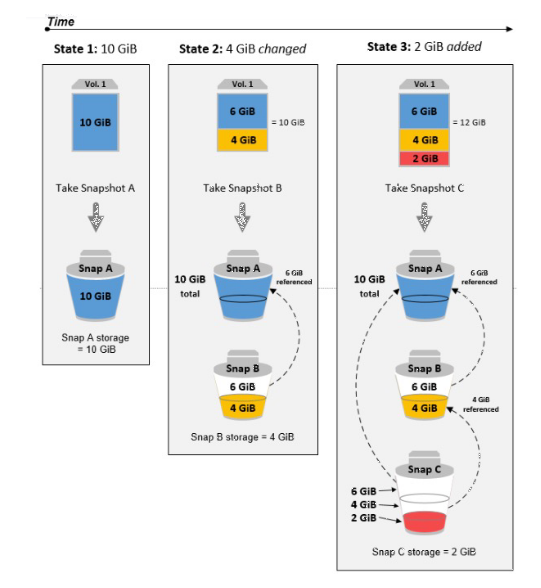 Time
State 1: 10 GiB
State 2: 4 GiB changed
State 3: 2 GiB added
Vol. 1
10 GiB
Take Snapshot A
Snap A
10 GiB
Snap A storage
= 10 GiB
Vol. 1
6 GiB
= 10 GiB
4 GiB
Take Snapshot B
10 GiB
total
Snap A
6 GiB
referenced
Snap B
6 GiB
4 GiB
Snap B storage = 4 GiB
Vol. 1
6 GiB
= 12 GiB
4 GiB
2 GiB
Take Snapshot C
10 GiB
total
Snap A
6 GiB
referenced
Snap B
6 GiB
4 GiB
4 GiB
referenced
Snap C
6 GiB
4 GiB
2 GiB
Snap C storage = 2 GiB